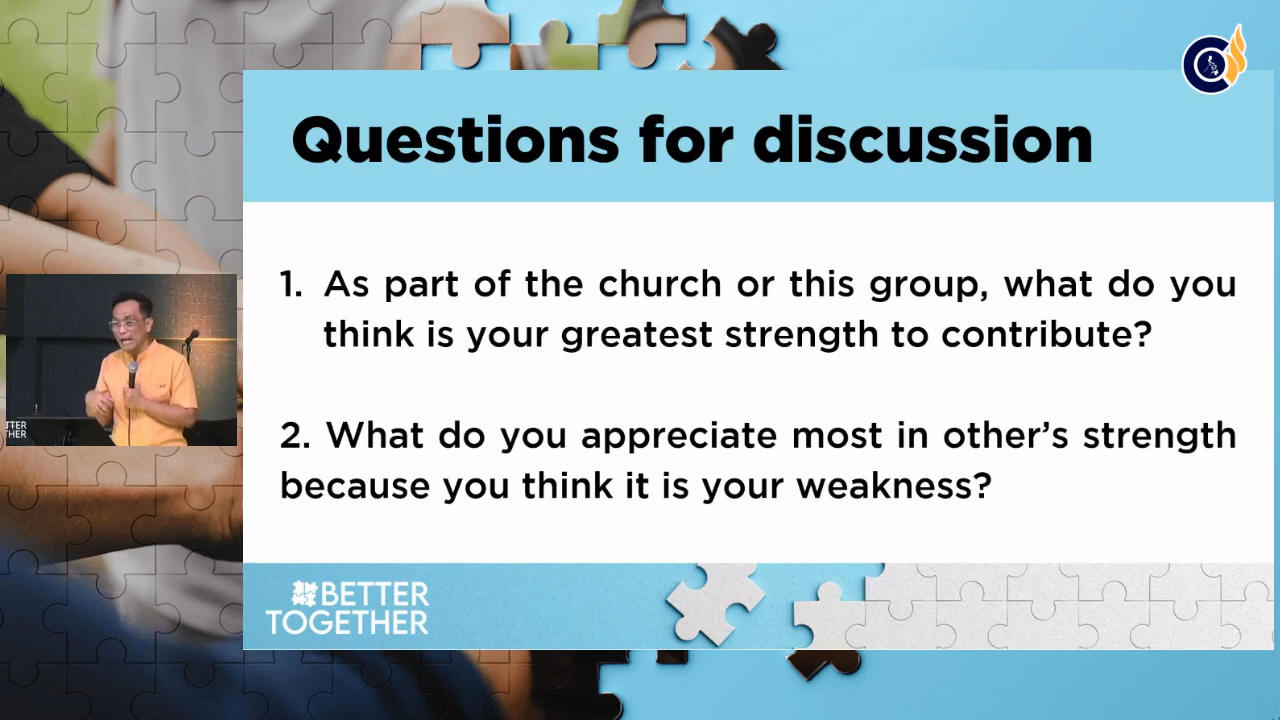 Questions for discussion
1. As part of the church or this group, what do you
think is your greatest strength to contribute?
2. What do you appreciate most in other's strength
because you think it is your weakness?
BETTER
TOGETHER
TTER
THER